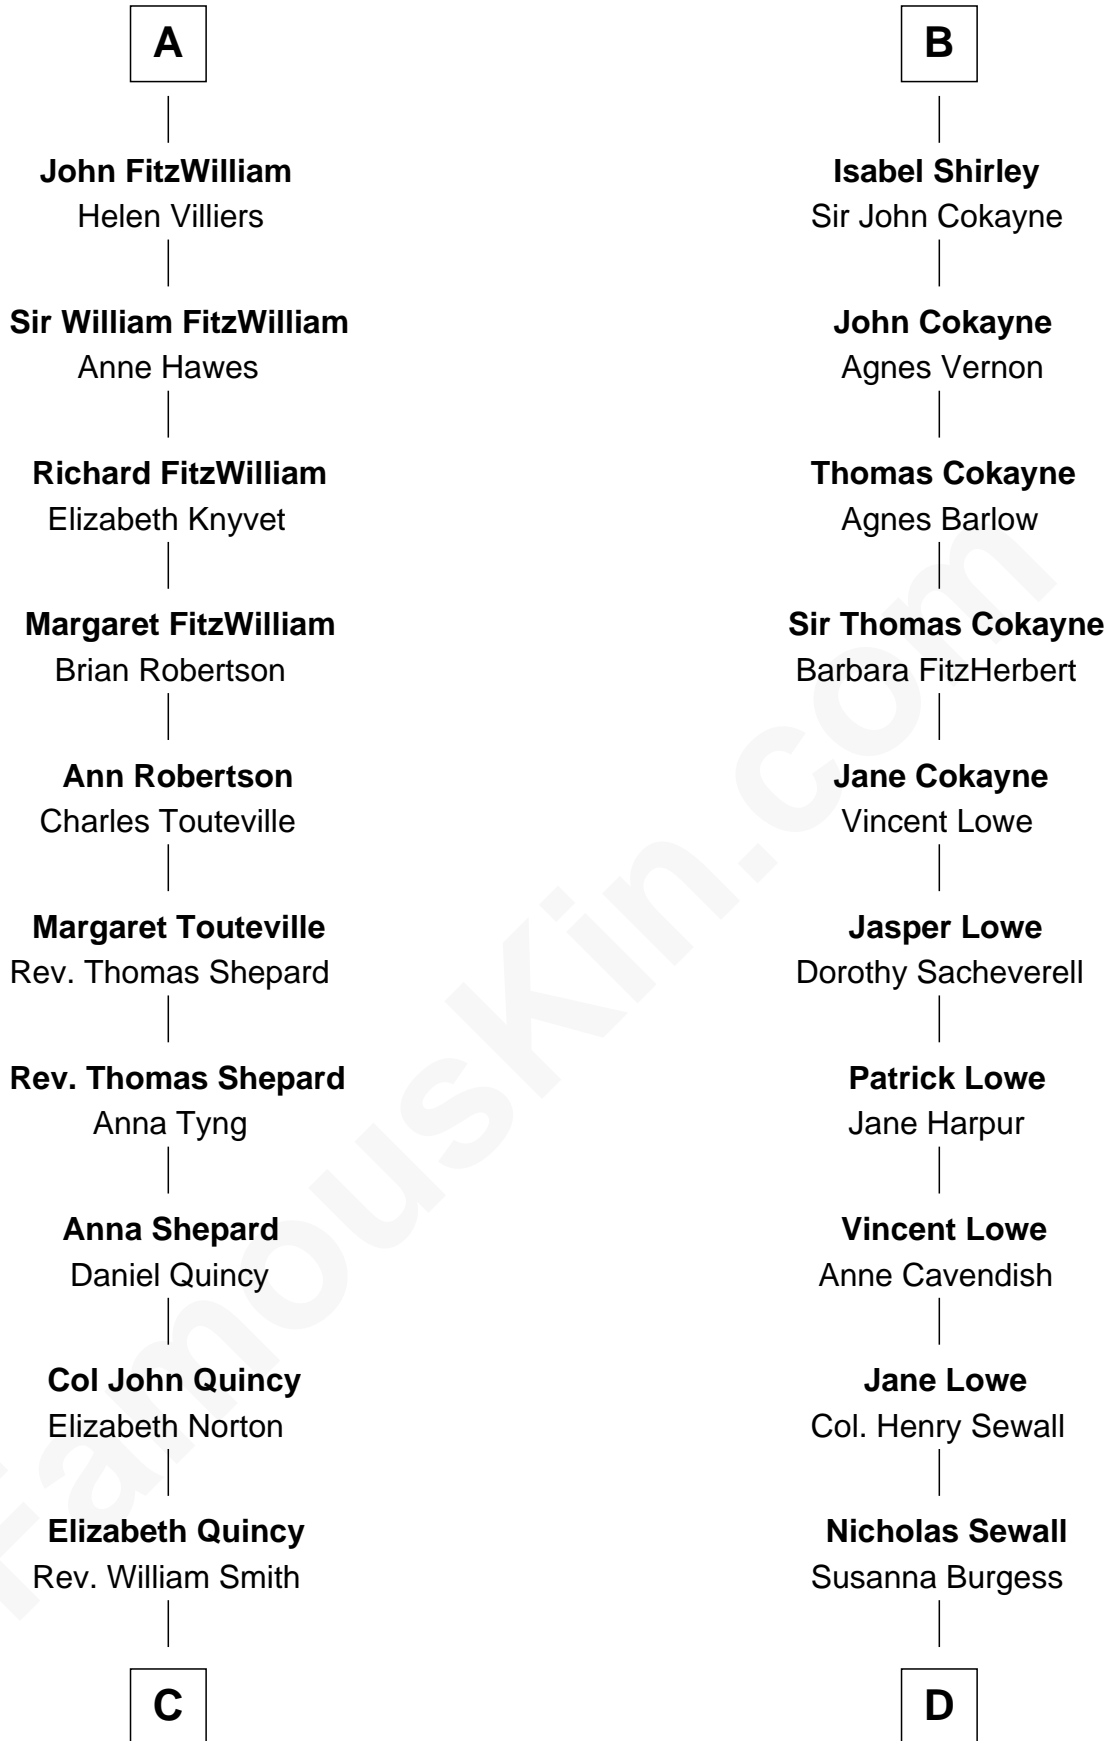 A
John FitzWilliam
Helen Villiers
Sir William FitzWilliam
Anne Hawes
Richard FitzWilliam
Elizabeth Knyvet
Margaret FitzWilliam
Brian Robertson
Ann Robertson
Charles Touteville
Margaret Touteville
Rev. Thomas Shepard
Rev. Thomas Shepard
Anna Tyng
Anna Shepard
Daniel Quincy
Col John Quincy
Elizabeth Norton
Elizabeth Quincy
Rev. William Smith
C
B
Isabel Shirley
Sir John Cokayne
John Cokayne
Agnes Vernon
Thomas Cokayne
Agnes Barlow
Sir Thomas Cokayne
Barbara FitzHerbert
Jane Cokayne
Vincent Lowe
Jasper Lowe
Dorothy Sacheverell
Patrick Lowe
Jane Harpur
Vincent Lowe
Anne Cavendish
Jane Lowe
Col. Henry Sewall
Nicholas Sewall
Susanna Burgess
D
FamousKin.com